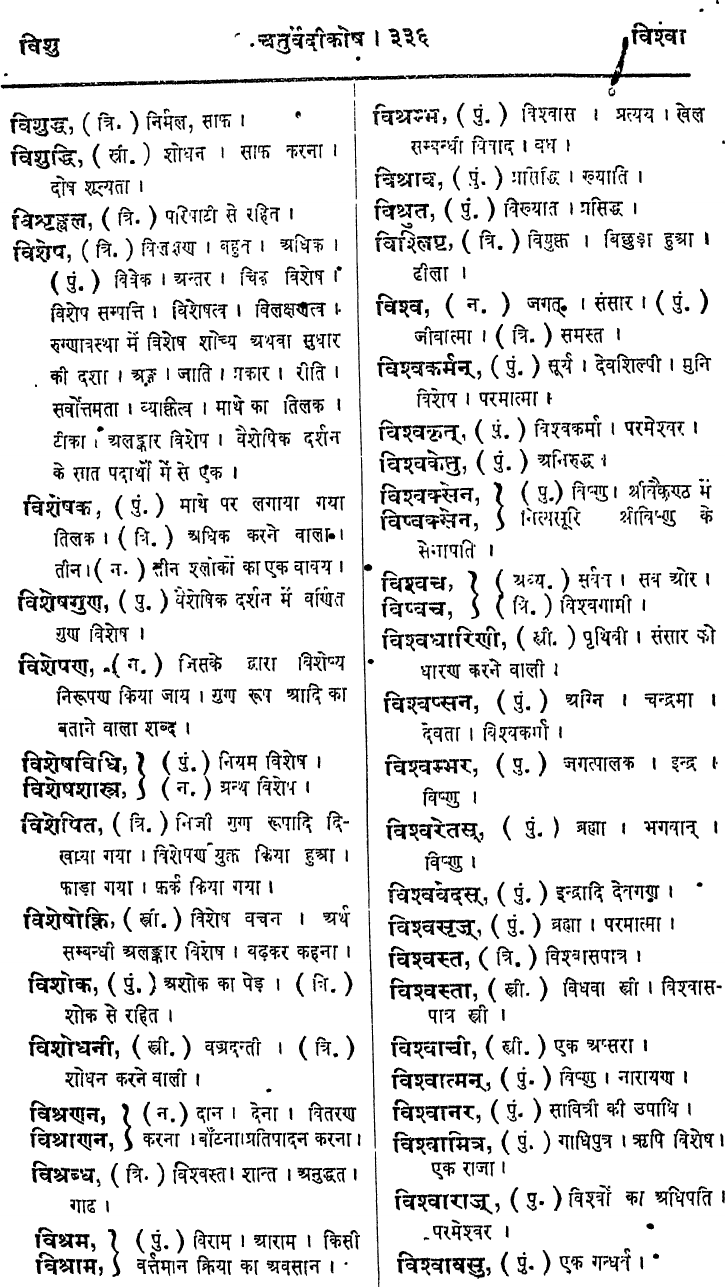 विशु
चतुर्वेदीकोष । ३३६
विश्वा
विशुद्ध, ( त्रि. ) निर्मल, साफ ।
विशुद्धि, ( स्त्री. ) शोधन । साफ करना ।
दोष शून्यता ।
विशृङ्खल, ( त्रि. ) परिपाटी से रहित ।
विशेष, ( त्रि. ) विलक्षण । बहुत । अधिक ।
( पुं. ) विवेक । अन्तर । चिह्न विशेष ।
विशेष सम्पत्ति । विशेषत्व । विलक्षणत्व ।
रुग्णावस्था में विशेष शोच्य अथवा सुधार
की दशा । अङ्ग । जाति । प्रकार । रीति ।
सर्वोत्तमता । व्याक्तित्व । माथे का तिलक ।
टीका । अलङ्कार विशेष । वैशेषिक दर्शन
के सात पदार्थों में से एक ।
विशेषक, ( पुं. ) माथे पर लगाया गया
तिलक । ( त्रि. ) अधिक करने वाला ।
तीन । ( न. ) तीन श्लोकों का एक वाक्य ।
विशेषगुण, ( पु. ) वैशेषिक दर्शन में वर्णित
गुण विशेष ।
विशेषण, ( न. ) जिसके द्वारा विशेष्य
निरूपण किया जाय । गुण रूप आदि का
बताने वाला शब्द ।
विशेषविधि, } ( पुं. ) नियम विशेष ।
विशेषशास्त्र, } ( न. ) ग्रन्थ विशेष ।
विशेषित, ( त्रि. ) निजी गुण रूपादि दि-
खाया गया । विशेषण युक्त किया हुआ ।
फाड़ा गया । फ़र्क़ किया गया ।
विशेषोक्ति, ( स्त्री. ) विशेष वचन । अर्थ
सम्बन्धी अलङ्कार विशेष । बढ़कर कहना ।
विशोक, ( पुं. ) अशोक का पेड़ । ( त्रि. )
शोक से रहित ।
विशोधनी, ( स्त्री. ) वज्रदन्ती । ( त्रि. )
शोधन करने वाली ।
विश्रणन, } ( न. ) दान । देना । वितरण
विश्राणन, } करना । बाँटना । प्रतिपादन करना ।
विश्रब्ध, ( त्रि. ) विश्वस्त । शान्त । अनुद्धत ।
गाढ ।
विश्रम, } ( पुं. ) विराम । आराम । किसी
विश्राम, } वर्त्तमान क्रिया का अवसान ।
विश्रम्भ, ( पुं. ) विश्वास । प्रत्यय । खेल
सम्बन्धी विवाद । वध ।
विश्राव, ( पुं. ) प्रसिद्धि । ख्याति ।
विश्रुत, ( पुं. ) विख्यात । प्रसिद्ध ।
विश्लिष्ट, ( त्रि. ) वियुक्त । बिछुड़ा हुआ ।
ढीला ।
विश्व, ( न. ) जगत् । संसार । ( पुं. )
जीवात्मा । ( त्रि. ) समस्त ।
विश्वकर्मन्, ( पुं. ) सूर्य । देवशिल्पी । मुनि
विशेष । परमात्मा ।
विश्वकृत्, ( पुं. ) विश्वकर्मा । परमेश्वर ।
विश्वकेतु, ( पुं. ) अनिरुद्ध ।
विश्वक्सेन, } ( पु. ) विष्णु । श्रीवैकुण्ठ में
विष्वक्सेन, } नित्यसूरि श्रीविष्णु के
सेनापति ।
विश्वच, } ( अव्य. ) सर्वत्र । सब ओर ।
विष्वच, } ( त्रि. ) विश्वगामी ।
विश्वधारिणी, ( स्त्री. ) पृथिवी । संसार को
धारण करने वाली ।
विश्वप्सन, ( पुं. ) अग्नि । चन्द्रमा ।
देवता । विश्वकर्मा ।
विश्वम्भर, ( पु. ) जगत्पालक । इन्द्र ।
विष्णु ।
विश्वरेतस्, ( पुं. ) ब्रह्मा । भगवान् ।
विष्णु ।
विश्ववेदस्, ( पुं. ) इन्द्रादि देवगण ।
विश्वसृज्, ( पुं. ) ब्रह्मा । परमात्मा ।
विश्वस्त, ( त्रि. ) विश्वासपात्र ।
विश्वस्ता, ( स्त्री. ) विधवा स्त्री । विश्वास-
पात्र स्त्री ।
विश्वाची, ( स्त्री. ) एक अप्सरा ।
विश्वात्मन्, ( पुं. ) विष्णु । नारायण ।
विश्वानर, ( पुं. ) सावित्री की उपाधि ।
विश्वामित्र, ( पुं. ) गाधिपुत्र । ऋषि विशेष ।
एक राजा ।
विश्वाराज्, ( पु. ) विश्वों का अधिपति ।
परमेश्वर ।
विश्वावसु, ( पुं. ) एक गन्धर्व ।